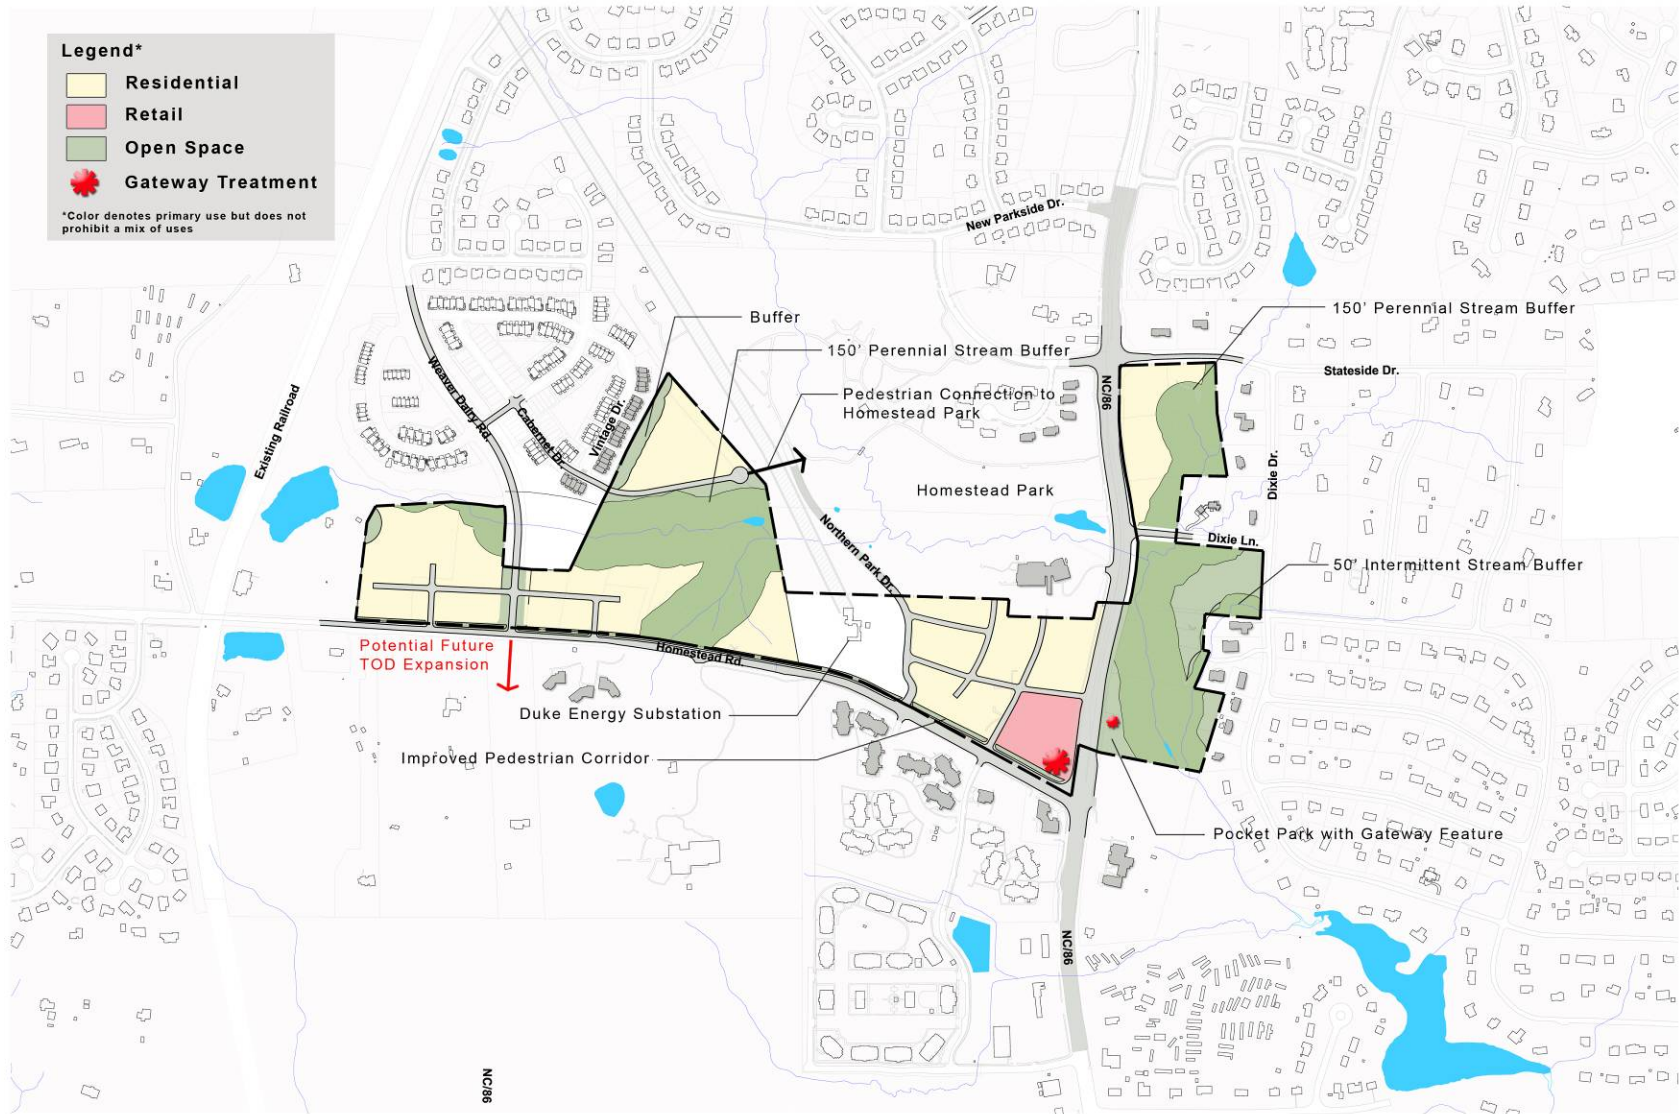 Legend*
Residential
Retail
Open Space
Gateway Treatment
*Color denotes primary use but does not
prohibit a mix of uses
New Parkside Dr.
Buffer
150' Perennial Stream Buffer
150' Perennial Stream Buffer
Pedestrian Connection to
Homestead Park
Stateside Dr.
NC/86
Weaver Dairy Rd.
Cabernet Dr.
Vintage Dr.
Existing Railroad
Homestead Park
Dixie Dr.
Northern Park Dr.
Dixie Ln.
50' Intermittent Stream Buffer
Potential Future
TOD Expansion
Homestead Rd.
Duke Energy Substation
Improved Pedestrian Corridor
Pocket Park with Gateway Feature
NC/86
NC/86